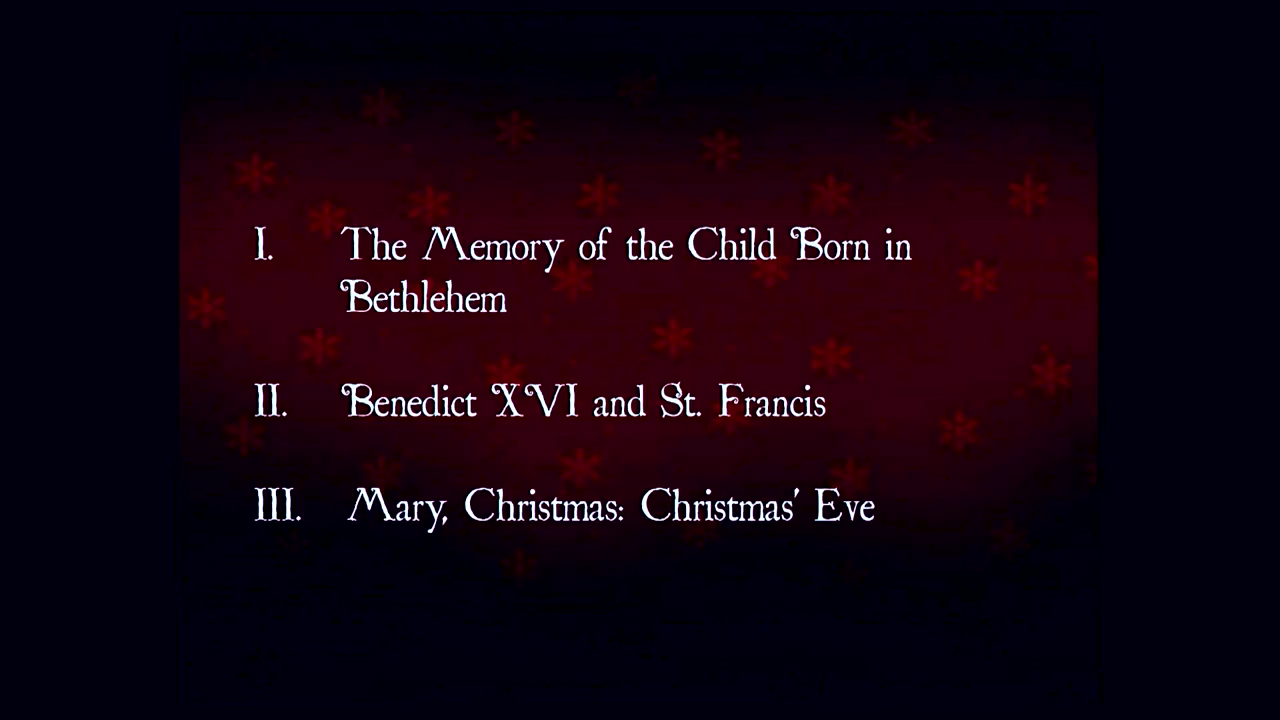 I. The Memory of the Child Born in
Bethlehem
II. Benedict XVI and St. Francis
III. Mary, Christmas: Christmas' Eve